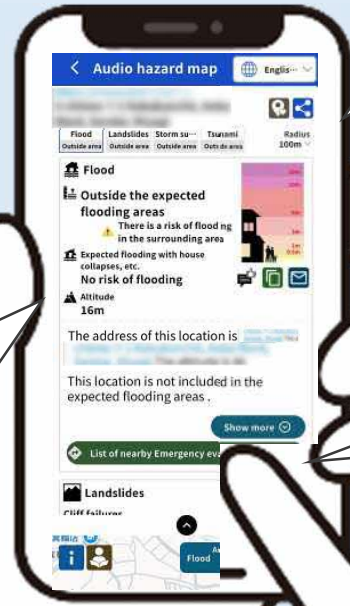 Audio hazard map
Englis…
Flood
Landslides
Storm su…
Tsunami
Outside area
Outside area
Outside area
Outside area
Radius
100m
Flood
Outside the expected
flooding areas
There is a risk of flooding
in the surrounding area
Expected flooding with house
collapses, etc.
No risk of flooding
Altitude
16m
The address of this location is
This location is not included in the
expected flooding areas .
Show more
List of nearby Emergency eva
Landslides
Cliff failures
Flood